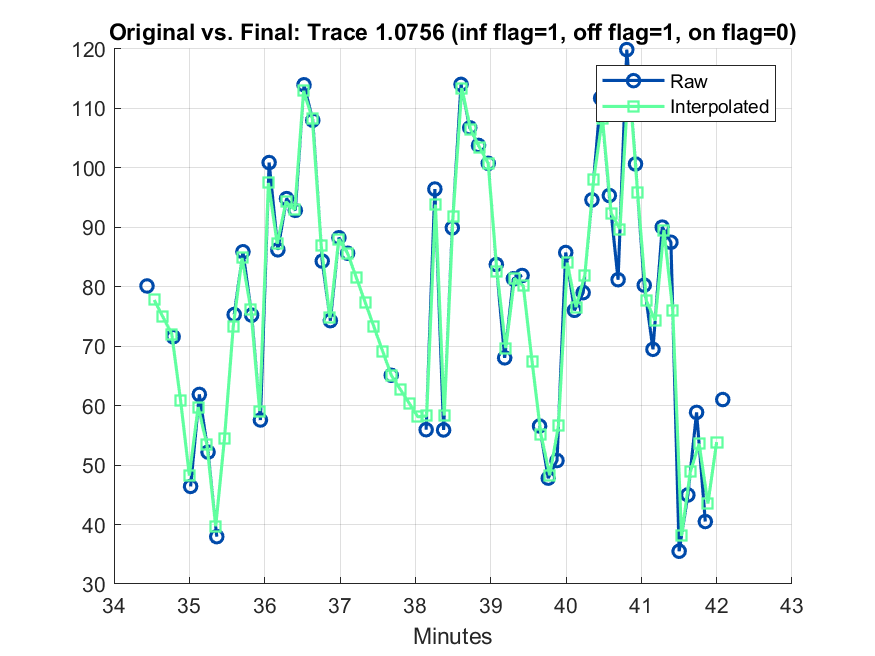 Original vs. Final: Trace 1.0756 (inf flag=1, off flag=1, on flag=0)
120
110
100
90
80
70
60
50
40
30
34 35 36 37 38 39 40 41 42 43
Minutes
Raw
Interpolated